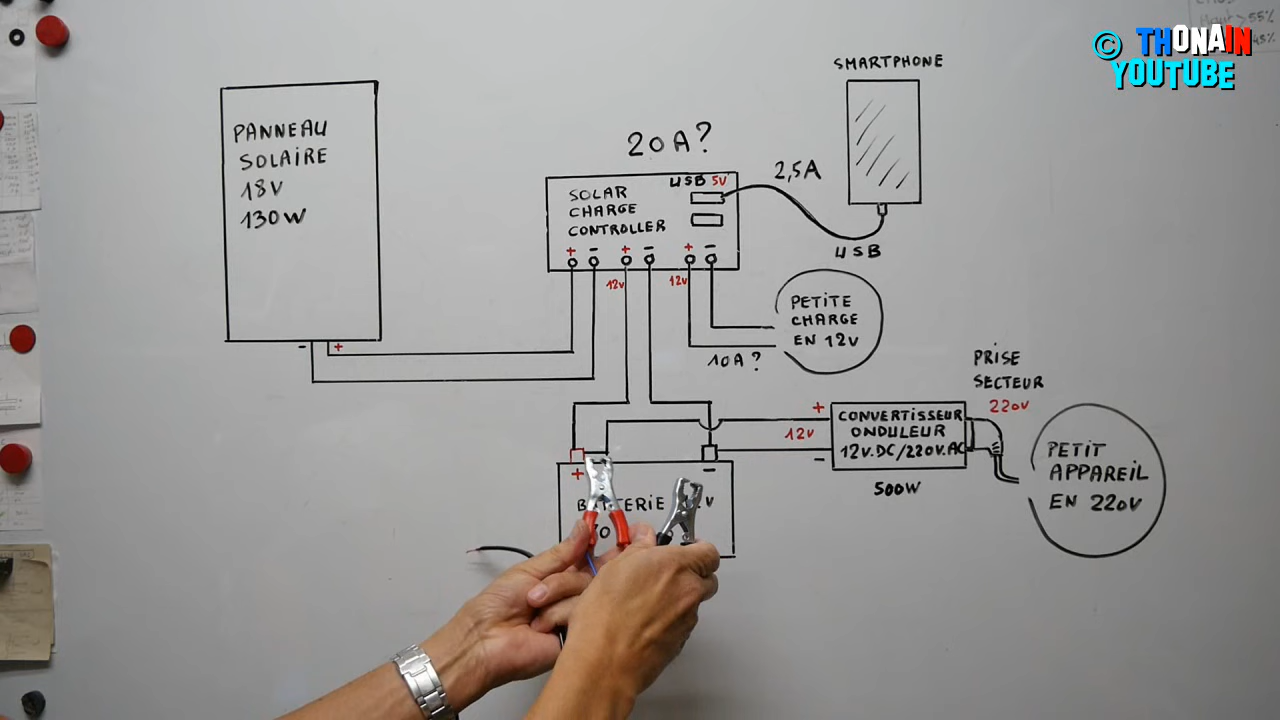 © THONAIN
YOUTUBE
SMARTPHONE
PANNEAU
SOLAIRE
18V
130W
20A?
USB 5V
SOLAR
CHARGE
CONTROLLER
+ - + - + -
12V
12V
2,5A
USB
PETITE
CHARGE
EN 12V
10A?
- +
PRISE
SECTEUR
220V
+
12V
-
CONVERTISSEUR
ONDULEUR
12V.DC/220V.AC
500W
PETIT
APPAREIL
EN 220V
+ -